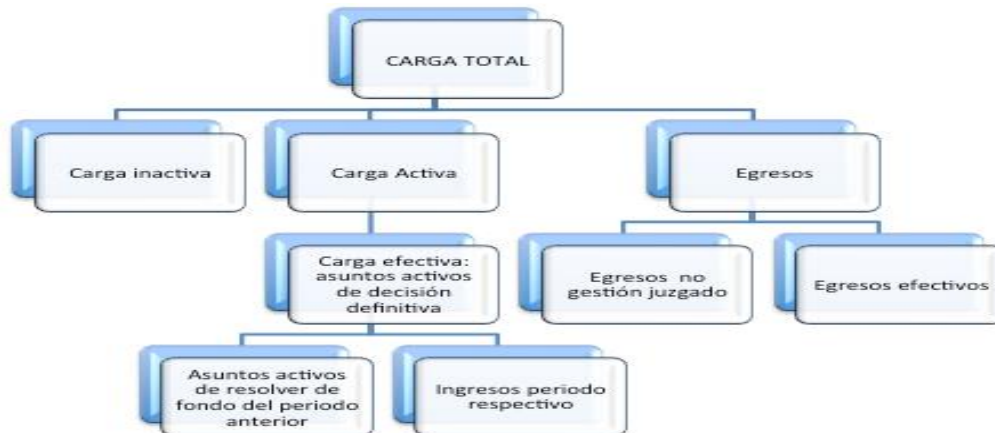 CARGA TOTAL
Carga inactiva
Carga Activa
Egresos
Carga efectiva:
asuntos activos
de decisión
definitiva
Egresos no
gestión juzgado
Egresos efectivos
Asuntos activos
de resolver de
fondo del periodo
anterior
Ingresos periodo
respectivo